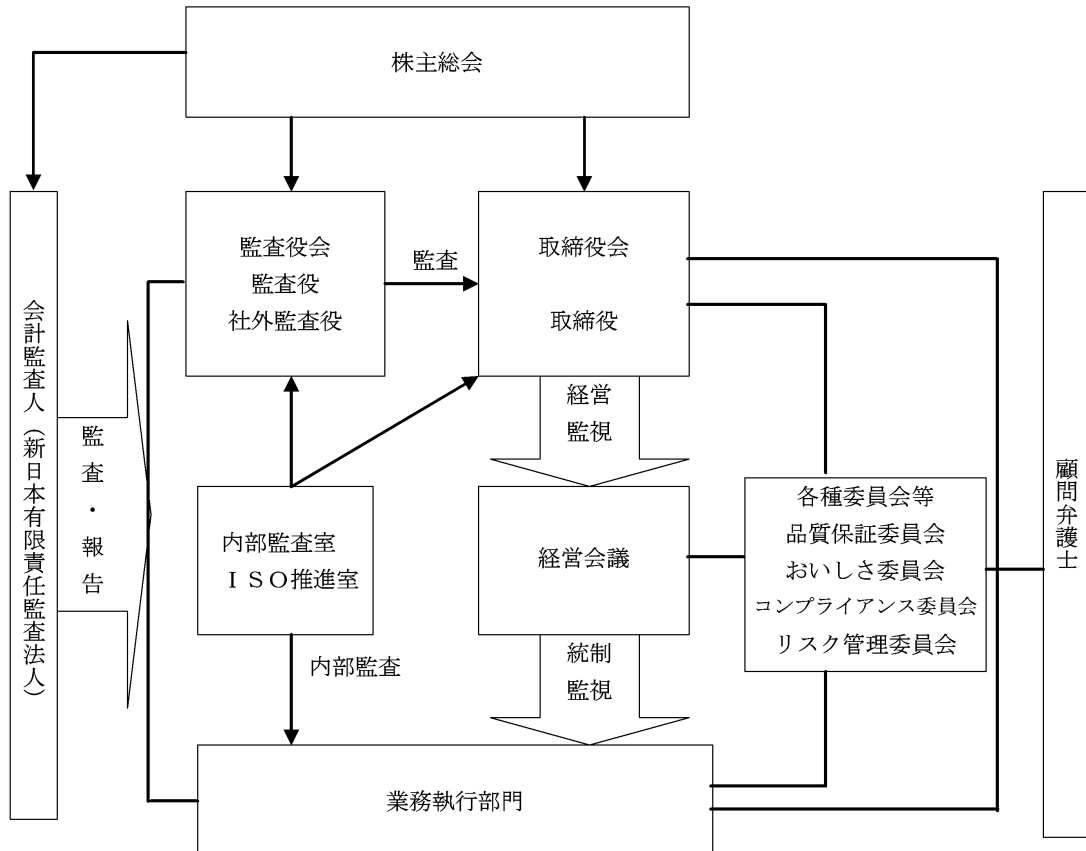 株主総会
監査役会
監査役
社外監査役
監査
取締役会
取締役
会計監査人（新日本有限責任監査法人）
監査・報告
経営
監視
内部監査室
ＩＳＯ推進室
経営会議
各種委員会等
品質保証委員会
おいしさ委員会
コンプライアンス委員会
リスク管理委員会
顧問弁護士
内部監査
統制
監視
業務執行部門